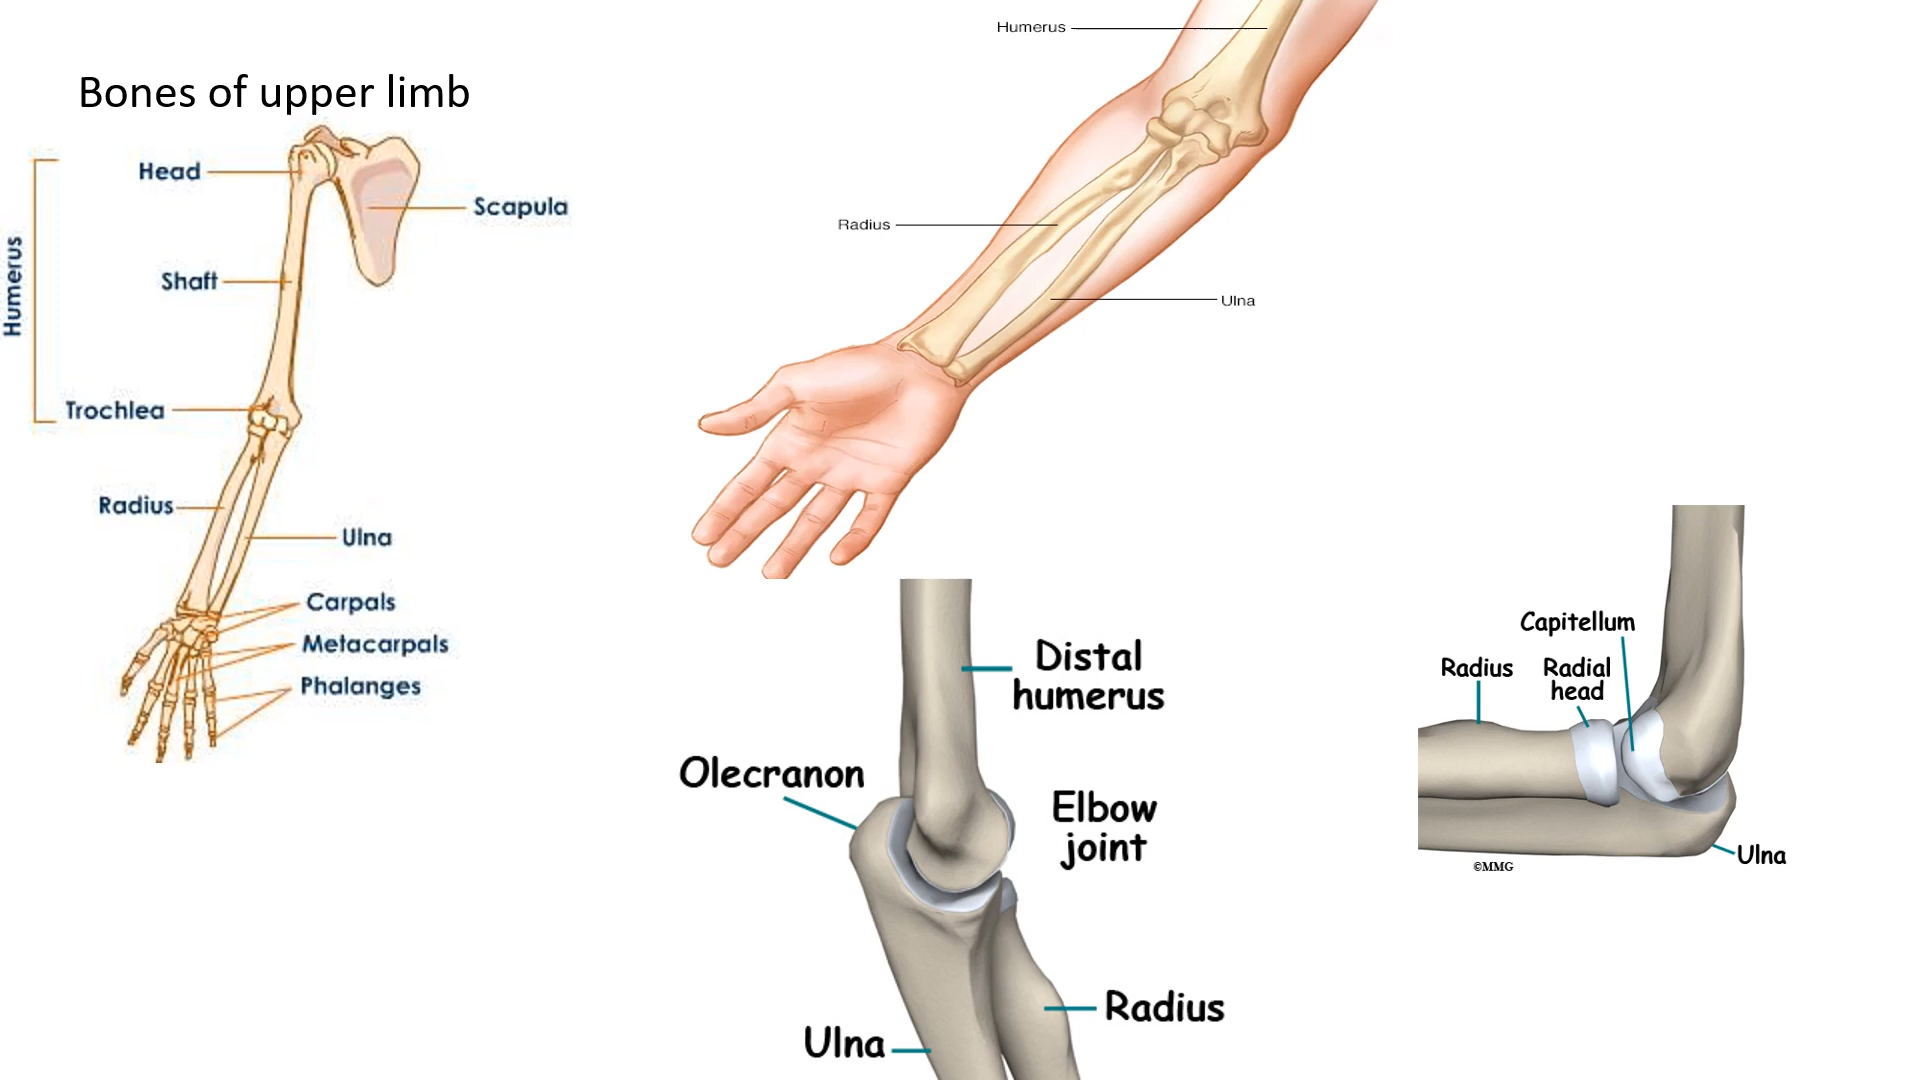 Bones of upper limb
Head
Scapula
Humerus
Shaft
Trochlea
Radius
Ulna
Carpals
Metacarpals
Phalanges
Humerus
Radius
Ulna
Distal
humerus
Olecranon
Elbow
joint
Radius
Ulna
Capitellum
Radius
Radial
head
Ulna
©MMG